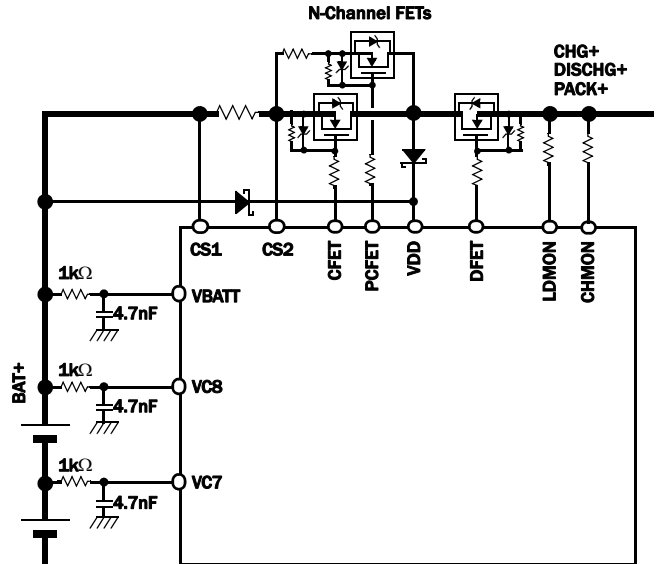 N-Channel FETs
CHG+
DISCHG+
PACK+
CS1
CS2
CFET
PCFET
VDD
DFET
LDMON
CHMON
1kΩ
VBATT
4.7nF
BAT+
1kΩ
VC8
4.7nF
1kΩ
VC7
4.7nF